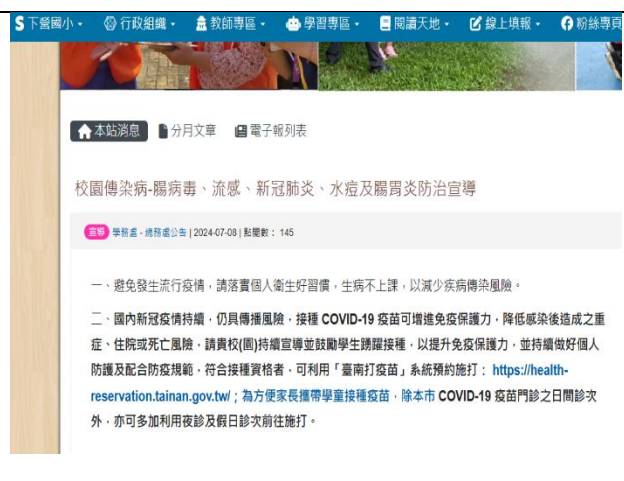 S 下營國小 行政組織 教師專區 學習專區 閱讀天地 線上填報 粉絲專頁
本站消息 分月文章 電子報列表
校園傳染病-腸病毒、流感、新冠肺炎、水痘及腸胃炎防治宣導
宣導 學務處 - 總務處公告 | 2024-07-08 | 點閱數： 145
一、避免發生流行疫情，請落實個人衛生好習慣，生病不上課，以減少疾病傳染風險。
二、國內新冠疫情持續，仍具傳播風險，接種 COVID-19 疫苗可增進免疫保護力，降低感染後造成之重
症、住院或死亡風險，請貴校(園)持續宣導並鼓勵學生踴躍接種，以提升免疫保護力，並持續做好個人
防護及配合防疫規範，符合接種資格者，可利用「臺南打疫苗」系統預約施打： https://health-
reservation.tainan.gov.tw/；為方便家長攜帶學童接種疫苗，除本市 COVID-19 疫苗門診之日間診次
外，亦可多加利用夜診及假日診次前往施打。